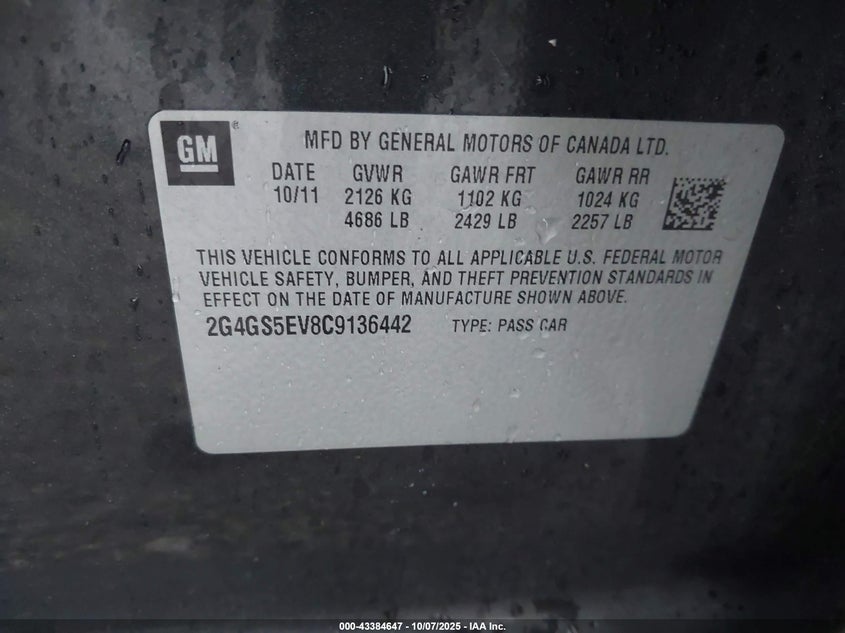 GM ®
MFD BY GENERAL MOTORS OF CANADA LTD.
DATE GVWR GAWR FRT GAWR RR
10/11 2126 KG 1102 KG 1024 KG
4686 LB 2429 LB 2257 LB
THIS VEHICLE CONFORMS TO ALL APPLICABLE U.S. FEDERAL MOTOR
VEHICLE SAFETY, BUMPER, AND THEFT PREVENTION STANDARDS IN
EFFECT ON THE DATE OF MANUFACTURE SHOWN ABOVE.
2G4GS5EV8C9136442 TYPE: PASS CAR
000-43384647 - 10/07/2025 - IAA Inc.